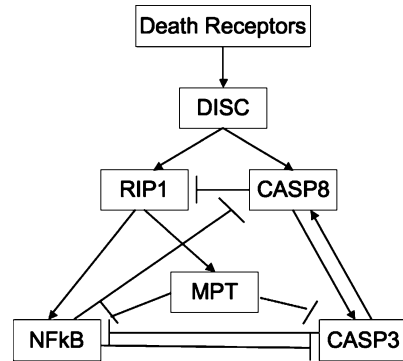 Death Receptors
DISC
RIP1
CASP8
MPT
NFkB
CASP3